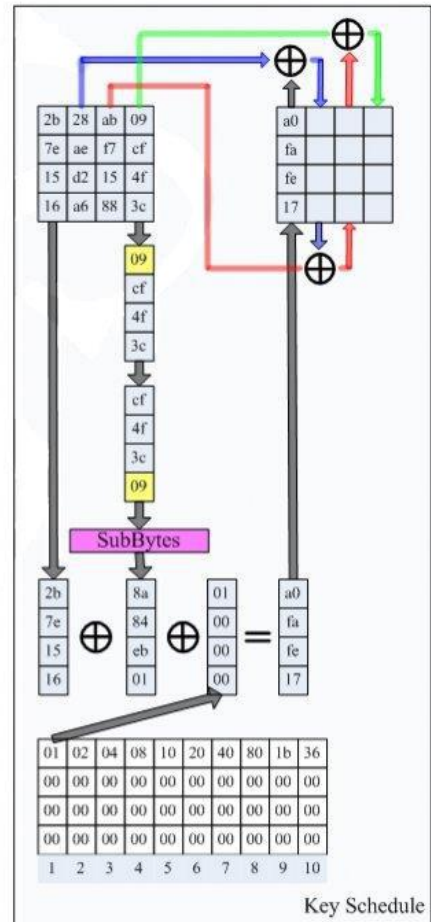 2b 28 ab 09
7e ae f7 cf
15 d2 15 4f
16 a6 88 3c
a0
fa
fe
17
09
cf
4f
3c
cf
4f
3c
09
SubBytes
2b ⊕ 8a ⊕ 01 = a0
7e 84 00 fa
15 eb 00 fe
16 01 00 17
01 02 04 08 10 20 40 80 1b 36
00 00 00 00 00 00 00 00 00 00
00 00 00 00 00 00 00 00 00 00
00 00 00 00 00 00 00 00 00 00
1 2 3 4 5 6 7 8 9 10
Key Schedule